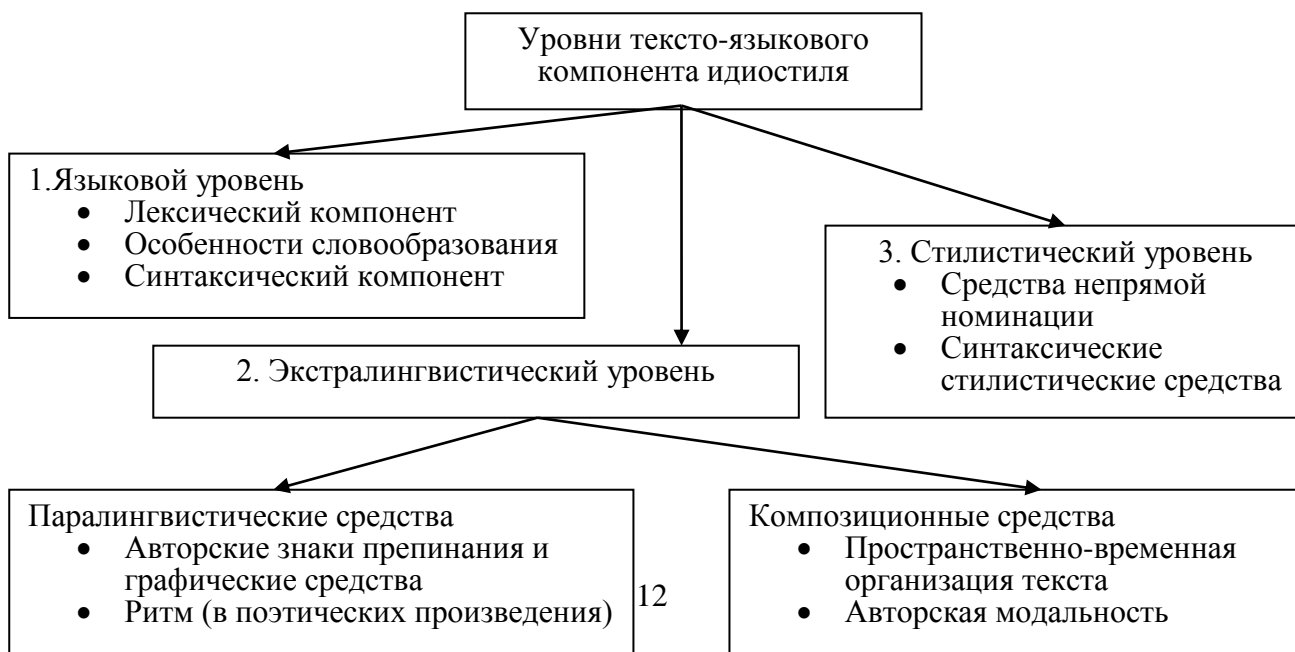 Уровни тексто-языкового
компонента идиостиля
1.Языковой уровень
• Лексический компонент
• Особенности словообразования
• Синтаксический компонент
3. Стилистический уровень
• Средства непрямой
номинации
• Синтаксические
стилистические средства
2. Экстралингвистический уровень
Паралингвистические средства
• Авторские знаки препинания и
графические средства
• Ритм (в поэтических произведения)
12
Композиционные средства
• Пространственно-временная
организация текста
• Авторская модальность